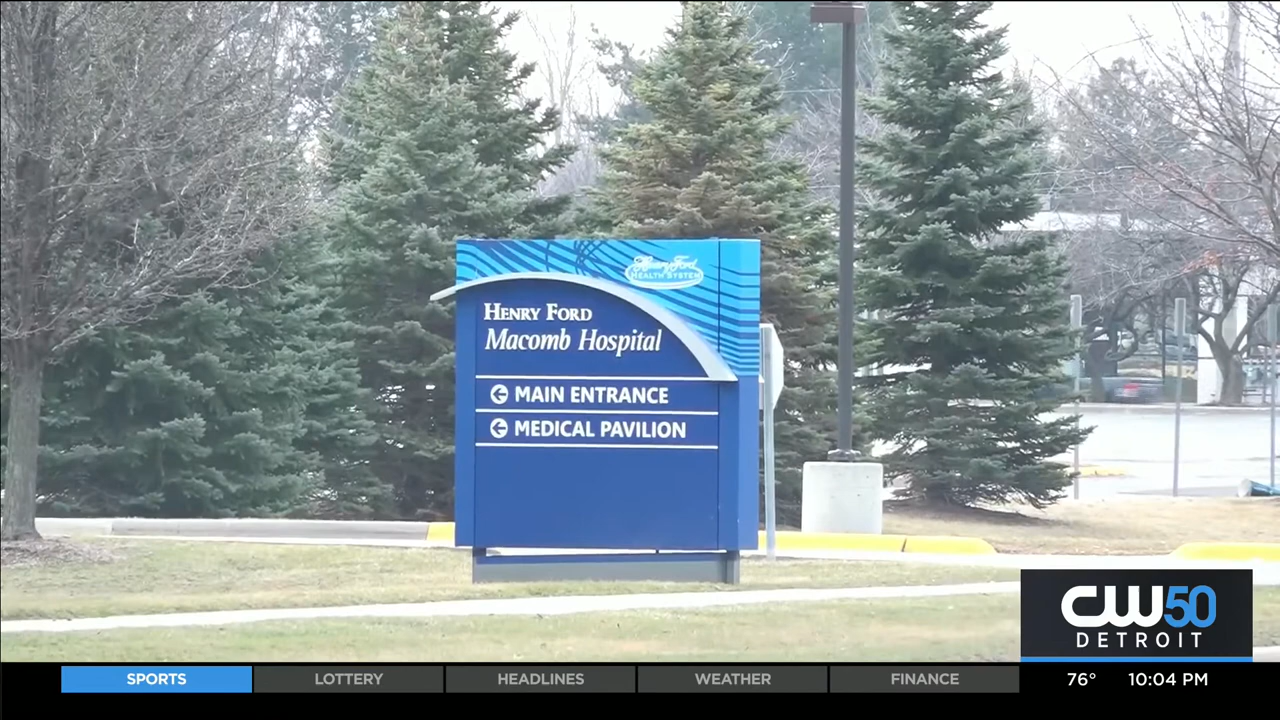 Henry Ford
HEALTH SYSTEM
HENRY FORD
Macomb Hospital
MAIN ENTRANCE
MEDICAL PAVILION
CW50
DETROIT
SPORTS
LOTTERY
HEADLINES
WEATHER
FINANCE
76°
10:04 PM